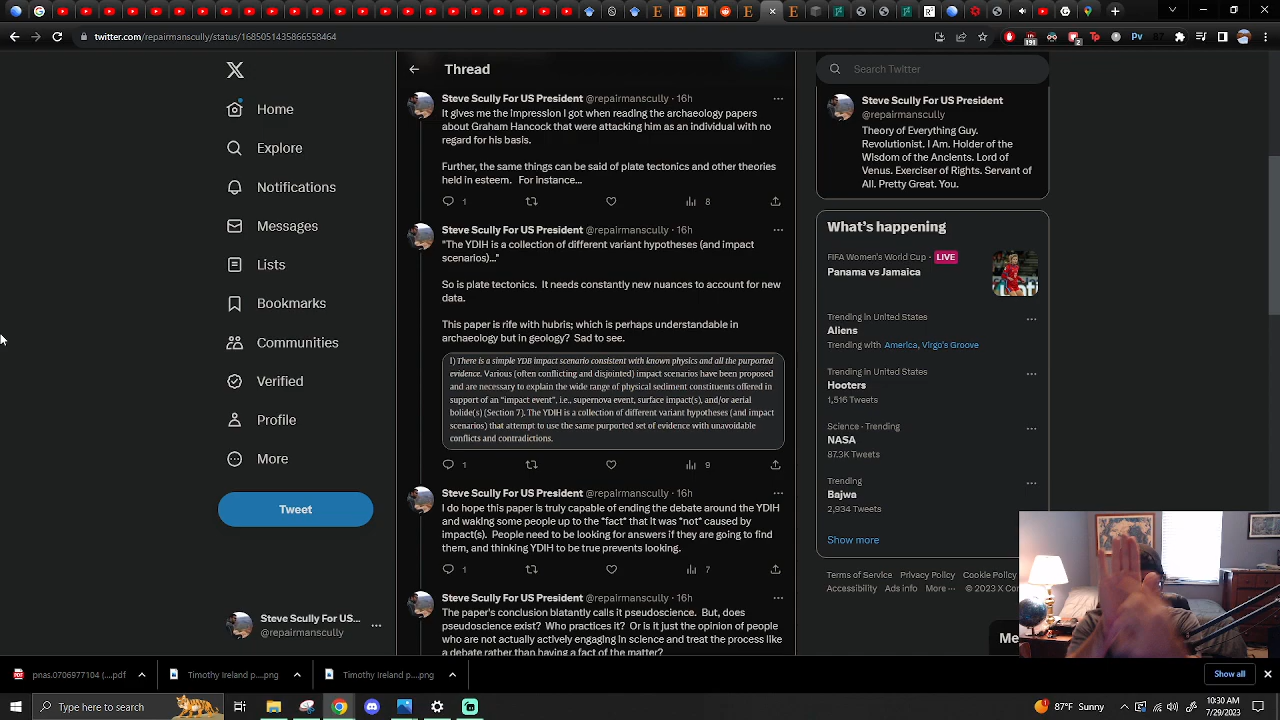 twitter.com/repairmanscully/status/1685051435866558464
191
2
Tp
Pv
87
Home
Explore
Notifications
Messages
Lists
Bookmarks
Communities
Verified
Profile
More
Tweet
Steve Scully For US...
@repairmanscully
Thread
Steve Scully For US President @repairmanscully · 16h
It gives me the impression I got when reading the archaeology papers
about Graham Hancock that were attacking him as an individual with no
regard for his basis.
Further, the same things can be said of plate tectonics and other theories
held in esteem. For instance...
1
8
Steve Scully For US President @repairmanscully · 16h
"The YDIH is a collection of different variant hypotheses (and impact
scenarios)..."
So is plate tectonics. It needs constantly new nuances to account for new
data.
This paper is rife with hubris; which is perhaps understandable in
archaeology but in geology? Sad to see.
1) There is a simple YDB impact scenario consistent with known physics and all the purported
evidence. Various (often conflicting and disjointed) impact scenarios have been proposed
and are necessary to explain the wide range of physical sediment constituents offered in
support of an "impact event", i.e., supernova event, surface impact(s), and/or aerial
bolide(s) (Section 7). The YDIH is a collection of different variant hypotheses (and impact
scenarios) that attempt to use the same purported set of evidence with unavoidable
conflicts and contradictions.
1
9
Steve Scully For US President @repairmanscully · 16h
I do hope this paper is truly capable of ending the debate around the YDIH
and waking some people up to the "fact" that it was *not* caused by
impact(s). People need to be looking for answers if they are going to find
them, and thinking YDIH to be true prevents looking.
1
7
Steve Scully For US President @repairmanscully · 16h
The paper's conclusion blatantly calls it pseudoscience. But, does
pseudoscience exist? Who practices it? Or is it just the opinion of people
who are not actually actively engaging in science and treat the process like
a debate rather than having a fact of the matter?
Search Twitter
Steve Scully For US President
@repairmanscully
Theory of Everything Guy.
Revolutionist. I Am. Holder of the
Wisdom of the Ancients. Lord of
Venus. Exerciser of Rights. Servant of
All. Pretty Great. You.
What's happening
FIFA Women's World Cup · LIVE
Panama vs Jamaica
Trending in United States
Aliens
Trending with America, Virgo's Groove
Trending in United States
Hooters
1,516 Tweets
Science · Trending
NASA
87.3K Tweets
Trending
Bajwa
2,934 Tweets
Show more
Terms of Service Privacy Policy Cookie Policy
Accessibility Ads info More ··· © 2023 X Co
Me
pnas.0706977104 (....pdf
Timothy Ireland p....png
Timothy Ireland p....png
Show all
Type here to search
87°F Sunny
10:30 AM
7/29/2023